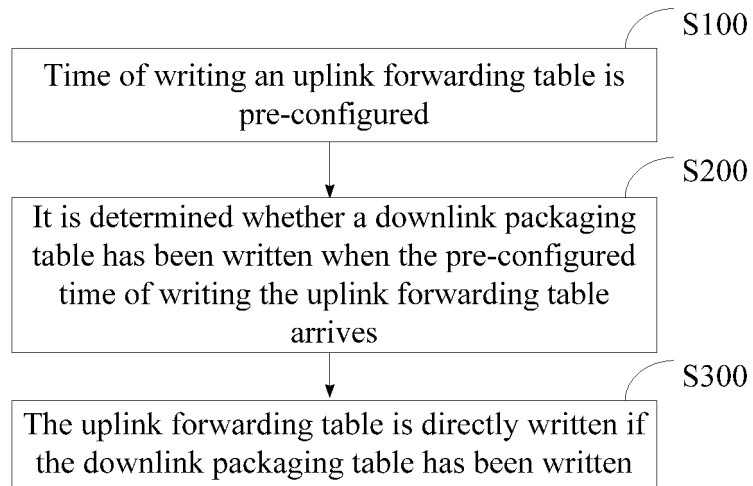 S100
Time of writing an uplink forwarding table is
pre-configured
S200
It is determined whether a downlink packaging
table has been written when the pre-configured
time of writing the uplink forwarding table
arrives
S300
The uplink forwarding table is directly written if
the downlink packaging table has been written